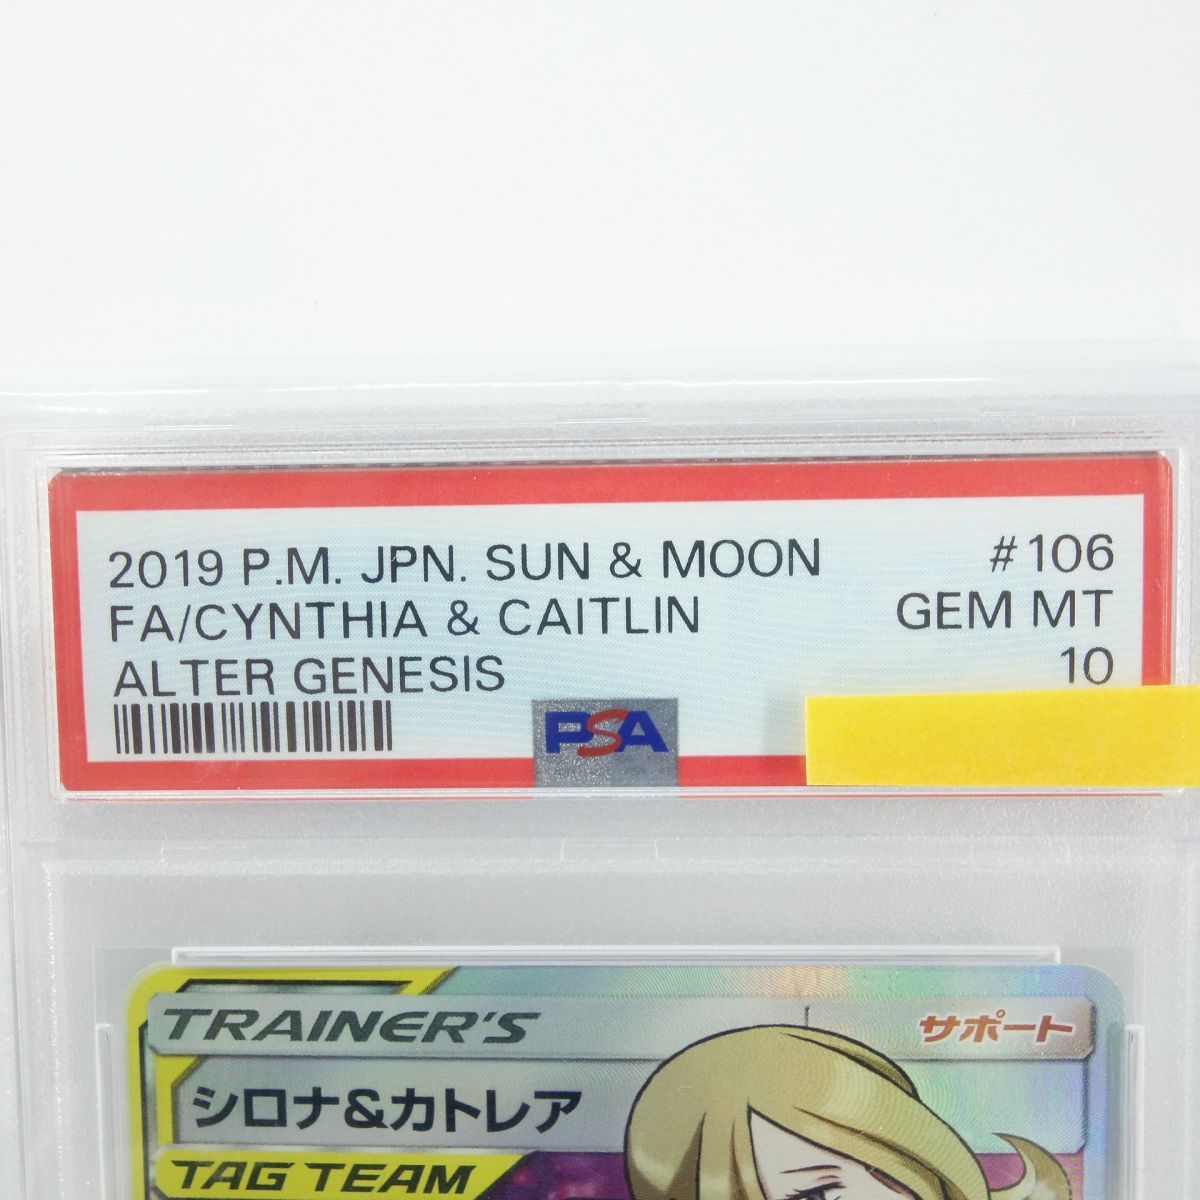 2019 P.M. JPN. SUN & MOON #106
FA/CYNTHIA & CAITLIN GEM MT
ALTER GENESIS 10
PSA
TRAINER'S サポート
シロナ&カトレア
TAG TEAM